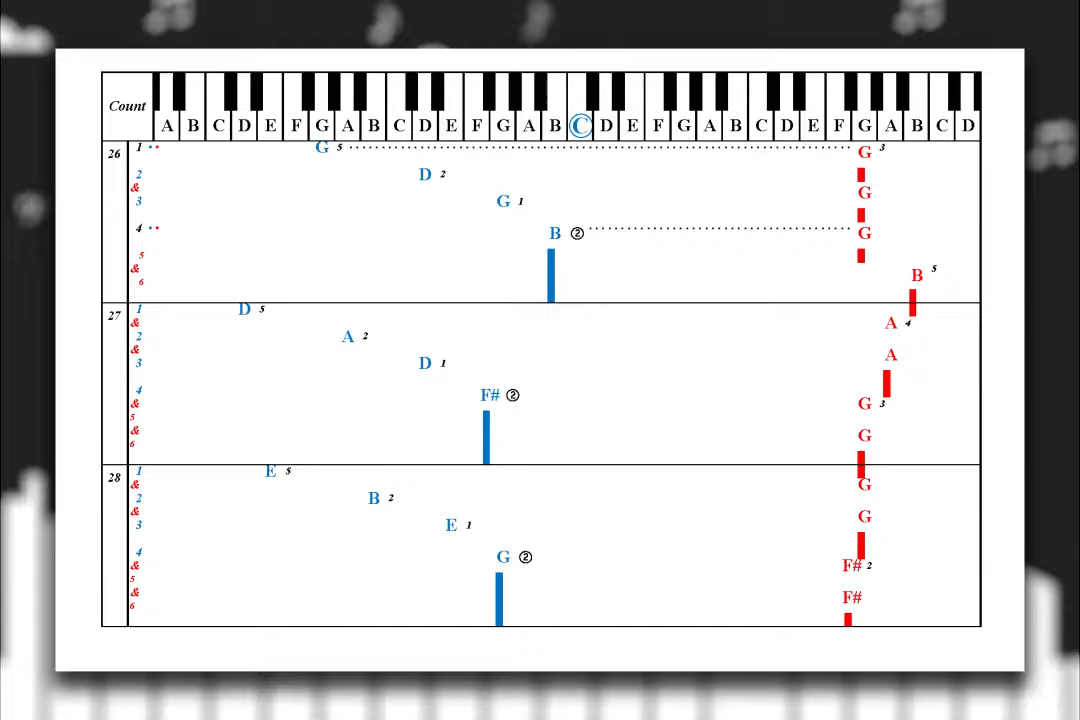 Count A B C D E F G A B C D E F G A B C D E F G A B C D E F G A B C D
26 1 G 5 G 3
2 D 2
& G
3 G 1
4 B 2 G
5
& B 5
6
27 1 D 5
& A 4
2 A 2
& A
3 D 1
4 F# 2
& G 3
5
& G
6
28 1 E 5
& G
2 B 2
& G
3 E 1
4 G 2
& F# 2
5
& F#
6